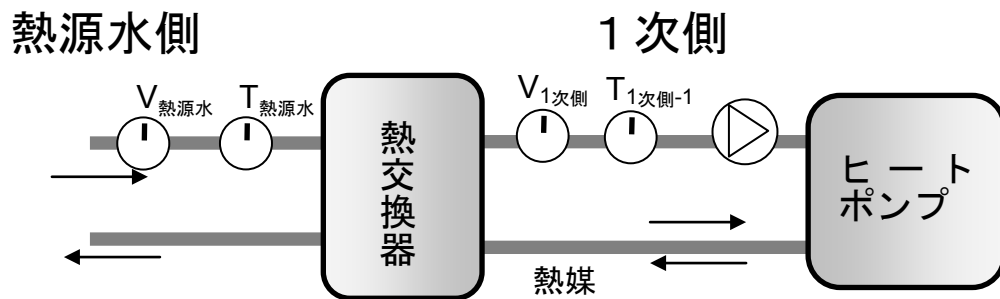 熱源水側
１次側
V熱源水
T熱源水
V1次側
T1次側-1
熱交換器
ヒート
ポンプ
熱媒